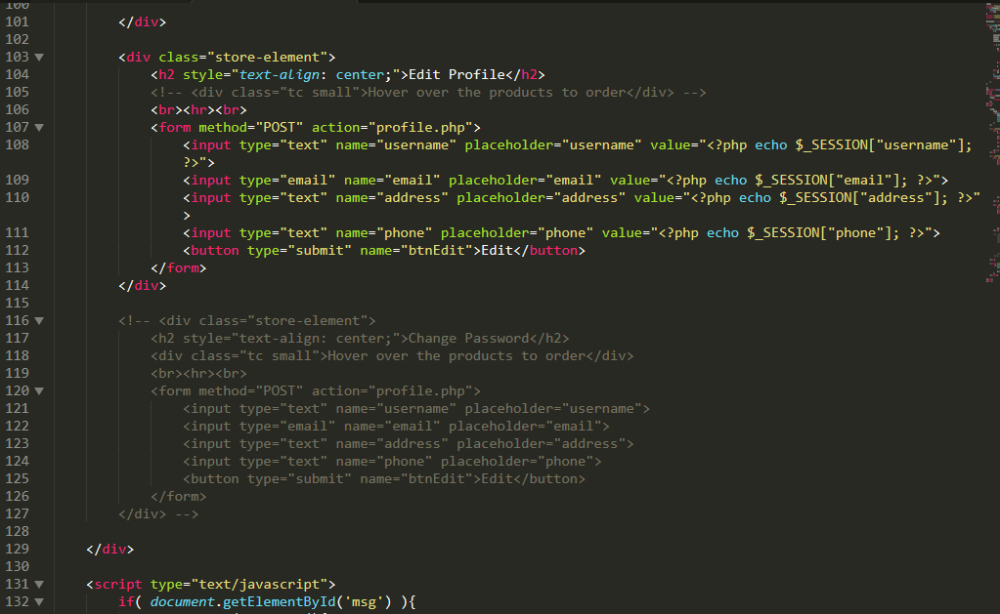 100
101 </div>
102
103 <div class="store-element">
104 <h2 style="text-align: center;">Edit Profile</h2>
105 <!-- <div class="tc small">Hover over the products to order</div> -->
106 <br><hr><br>
107 <form method="POST" action="profile.php">
108 <input type="text" name="username" placeholder="username" value="<?php echo $_SESSION["username"];
?>">
109 <input type="email" name="email" placeholder="email" value="<?php echo $_SESSION["email"]; ?>">
110 <input type="text" name="address" placeholder="address" value="<?php echo $_SESSION["address"]; ?>"
>
111 <input type="text" name="phone" placeholder="phone" value="<?php echo $_SESSION["phone"]; ?>">
112 <button type="submit" name="btnEdit">Edit</button>
113 </form>
114 </div>
115
116 <!-- <div class="store-element">
117 <h2 style="text-align: center;">Change Password</h2>
118 <div class="tc small">Hover over the products to order</div>
119 <br><hr><br>
120 <form method="POST" action="profile.php">
121 <input type="text" name="username" placeholder="username">
122 <input type="email" name="email" placeholder="email">
123 <input type="text" name="address" placeholder="address">
124 <input type="text" name="phone" placeholder="phone">
125 <button type="submit" name="btnEdit">Edit</button>
126 </form>
127 </div> -->
128
129 </div>
130
131 <script type="text/javascript">
132 if( document.getElementById('msg') ){